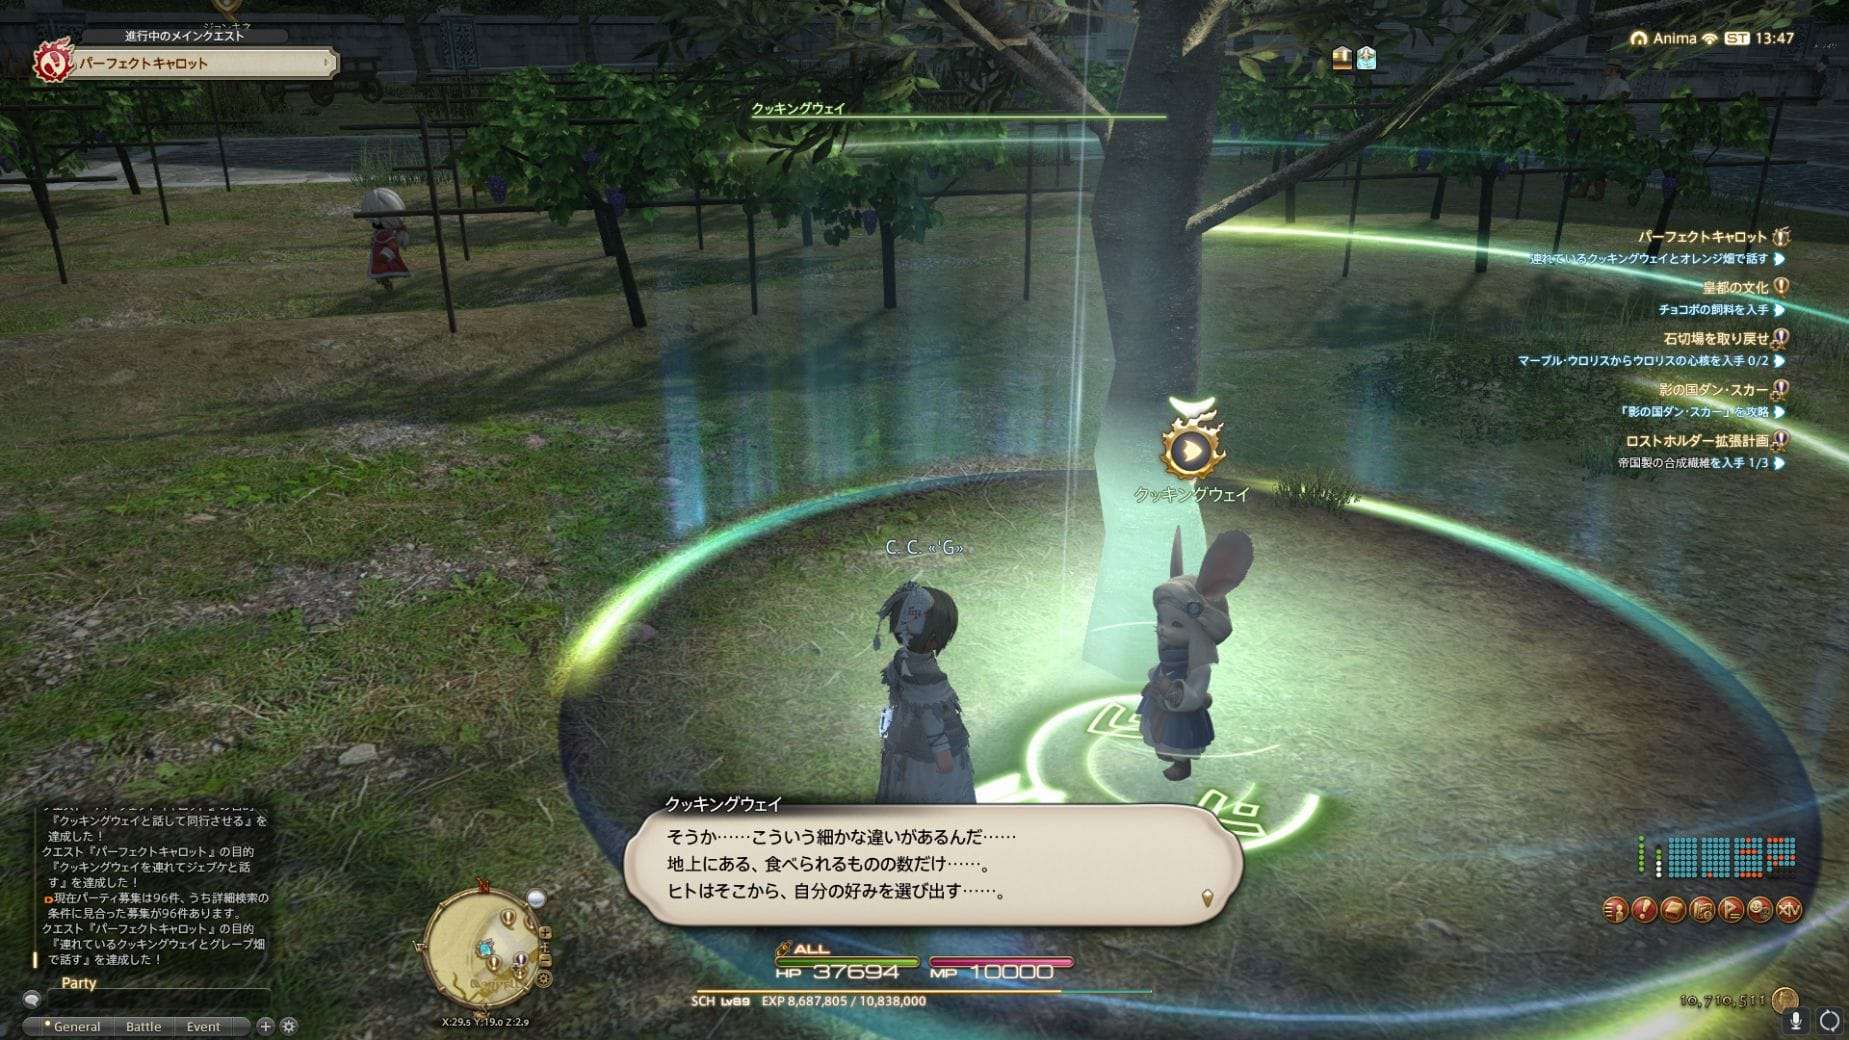 進行中のメインクエスト
パーフェクトキャロット
Anima ST 13:47
クッキングウェイ
パーフェクトキャロット
連れているクッキングウェイとオレンジ畑で話す
皇都の文化
チョコボの飼料を入手
石切場を取り戻せ
マーブル・ウロリスからウロリスの心核を入手 0/2
影の国ダン・スカー
「影の国ダン・スカー」を攻略
ロストホルダー拡張計画
帝国製の合成繊維を入手 1/3
クッキングウェイ
C. C. «'G»
クッキングウェイ
そうか……こういう細かな違いがあるんだ……
地上にある、食べられるものの数だけ……。
ヒトはそこから、自分の好みを選び出す……。
『クッキングウェイと話して同行させる』を
達成した！
クエスト『パーフェクトキャロット』の目的
『クッキングウェイを連れてジェブケと話
す』を達成した！
現在パーティ募集は96件、うち詳細検索の
条件に見合った募集が96件あります。
クエスト『パーフェクトキャロット』の目的
『連れているクッキングウェイとグレープ畑
で話す』を達成した！
Party
General Battle Event
X:29.5 Y:19.0 Z:2.9
ALL
HP 37694 MP 10000
SCH Lv89 EXP 8,687,805 / 10,838,000
XIV
10,710,511